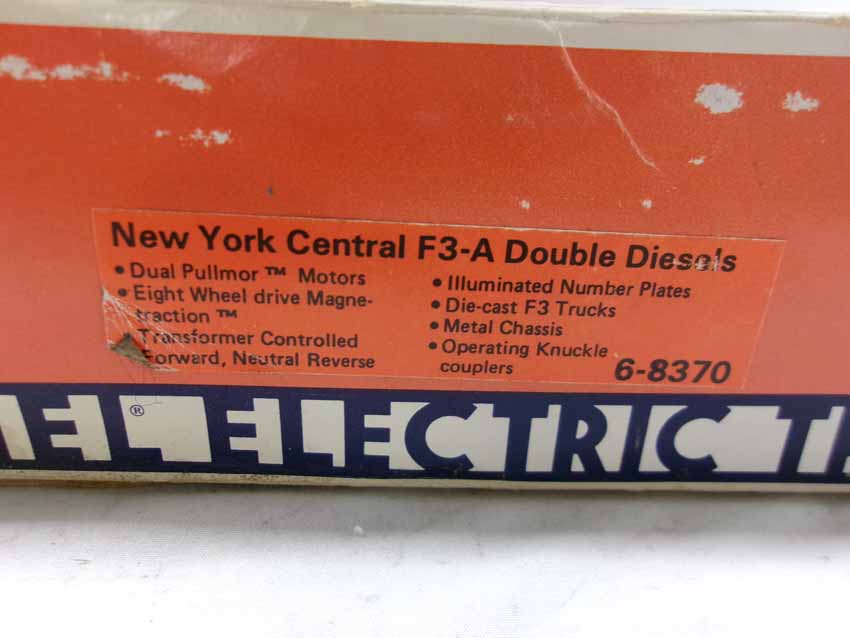 New York Central F3-A Double Diesels
• Dual Pullmor ™ Motors
• Eight Wheel drive Magne-
traction ™
• Transformer Controlled
Forward, Neutral Reverse
• Illuminated Number Plates
• Die-cast F3 Trucks
• Metal Chassis
• Operating Knuckle
couplers
6-8370
EL® ELECTRIC T